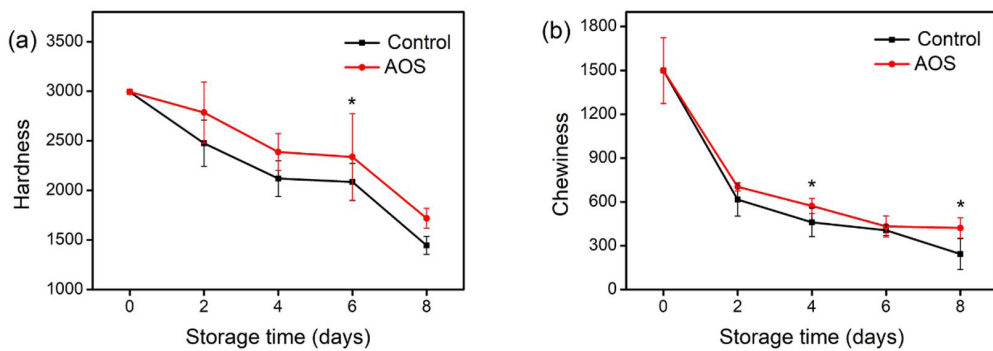 (a)
3500
3000
2500
2000
1500
1000
Hardness
Control
AOS
*
0 2 4 6 8
Storage time (days)
(b)
1800
1500
1200
900
600
300
0
Chewiness
Control
AOS
*
*
0 2 4 6 8
Storage time (days)